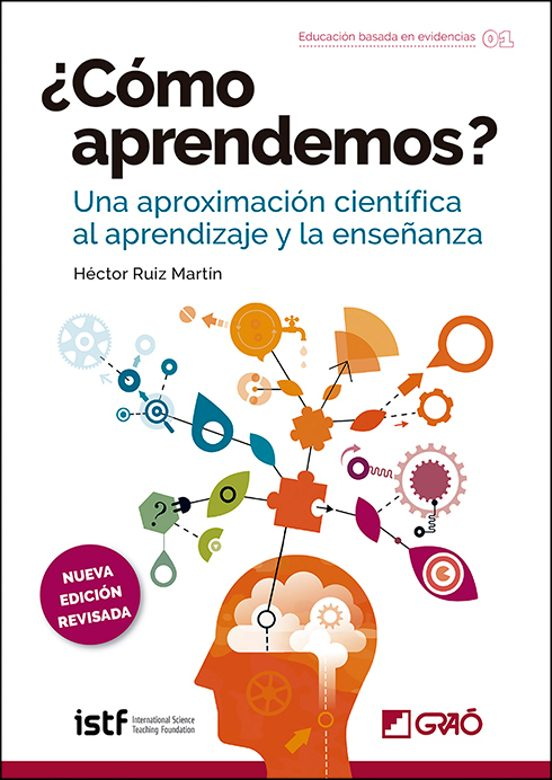 Educación basada en evidencias 01
¿Cómo
aprendemos?
Una aproximación científica
al aprendizaje y la enseñanza
Héctor Ruiz Martín
?
NUEVA
EDICIÓN
REVISADA
istf International Science
Teaching Foundation
GRAÓ